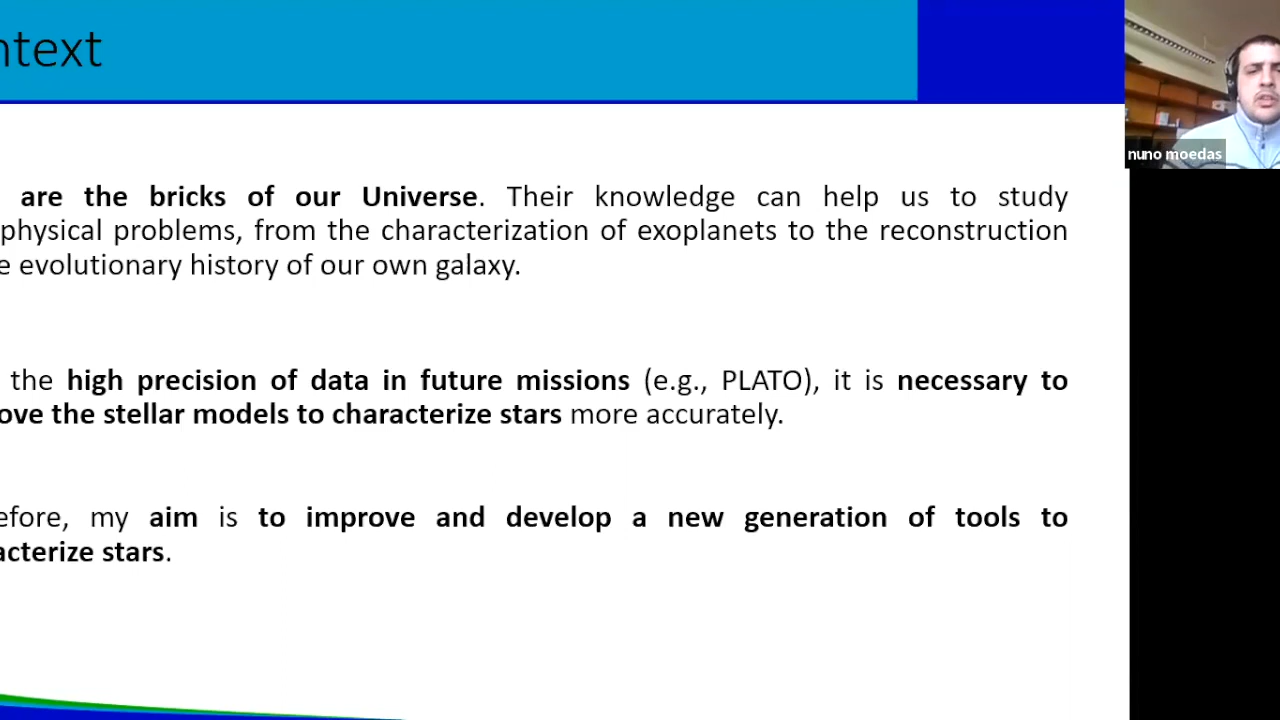 ntext
nuno moedas
are the bricks of our Universe. Their knowledge can help us to study
physical problems, from the characterization of exoplanets to the reconstruction
e evolutionary history of our own galaxy.
the high precision of data in future missions (e.g., PLATO), it is necessary to
ove the stellar models to characterize stars more accurately.
efore, my aim is to improve and develop a new generation of tools to
acterize stars.